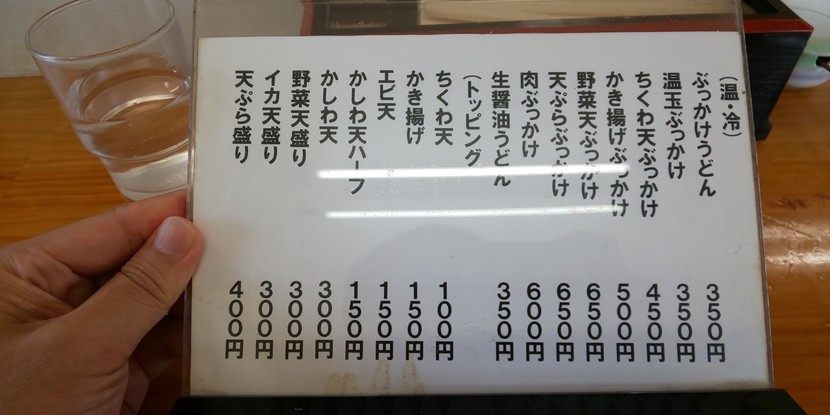 (温・冷)
ぶっかけうどん 350円
温玉ぶっかけ 350円
ちくわ天ぶっかけ 450円
かき揚げぶっかけ 500円
野菜天ぶっかけ 650円
天ぷらぶっかけ 650円
肉ぶっかけ 600円
生醤油うどん 350円
(トッピング)
ちくわ天 100円
かき揚げ 150円
エビ天 150円
かしわ天ハーフ 150円
かしわ天 300円
野菜天盛り 300円
イカ天盛り 300円
天ぷら盛り 400円